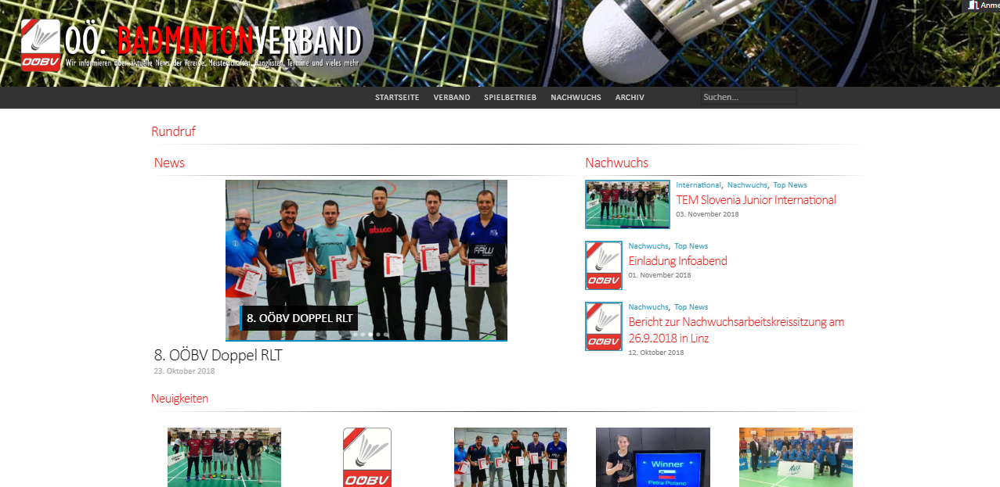 Anme
OÖ. BADMINTONVERBAND
OÖBV
Wir informieren über aktuelle News der Vereine, Meisterschaften, Ranglisten, Termine und vieles mehr
STARTSEITE VERBAND SPIELBETRIEB NACHWUCHS ARCHIV Suchen...
Rundruf
News
stuco
FAW
8. OÖBV DOPPEL RLT
8. OÖBV Doppel RLT
23. Oktober 2018
Nachwuchs
International, Nachwuchs, Top News
TEM Slovenia Junior International
03. November 2018
OÖBV
Nachwuchs, Top News
Einladung Infoabend
01. November 2018
OÖBV
Nachwuchs, Top News
Bericht zur Nachwuchsarbeitskreissitzung am
26.9.2018 in Linz
12. Oktober 2018
Neuigkeiten
OÖBV
Winner
Petra Polanc